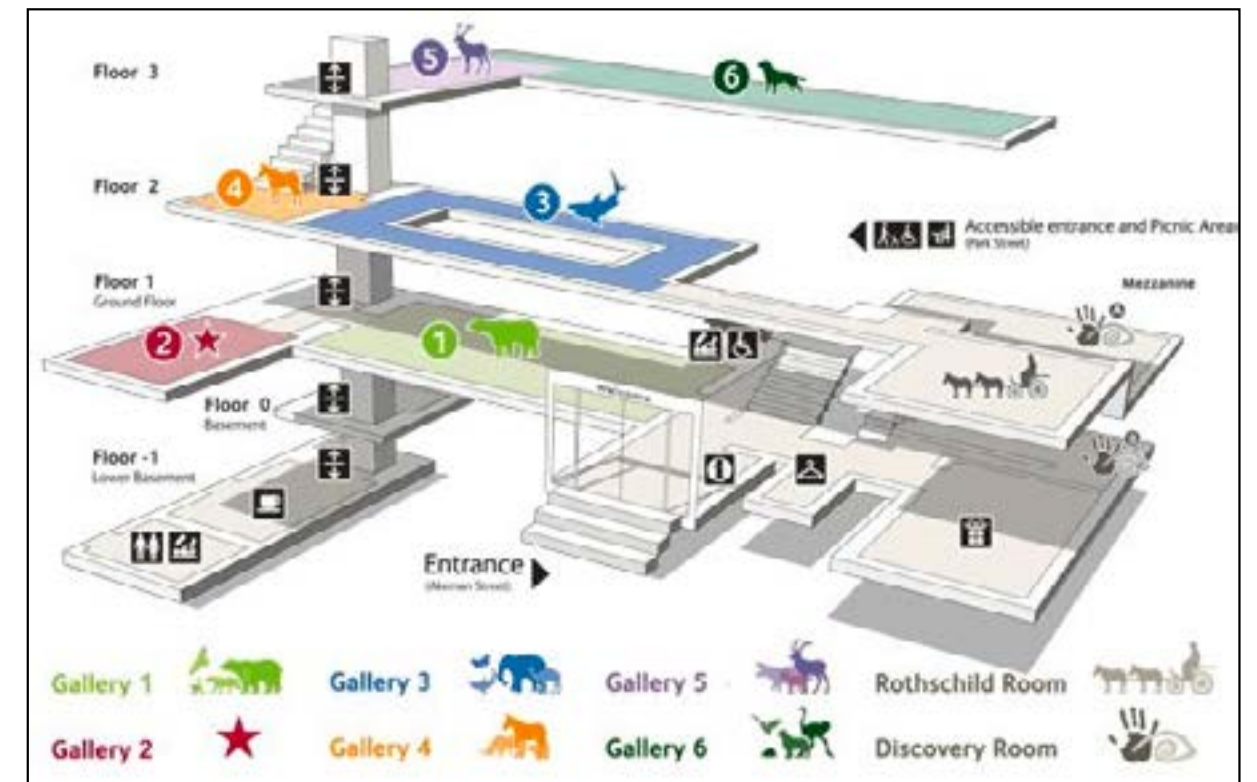 Floor 3
5
6
Floor 2
4
3
Accessible entrance and Picnic Area
(Park Street)
Floor 1
Ground Floor
Mezzanine
2
1
Floor 0
Basement
Floor -1
Lower Basement
Entrance
(Akeman Street)
Gallery 1
Gallery 3
Gallery 5
Rothschild Room
Gallery 2
Gallery 4
Gallery 6
Discovery Room